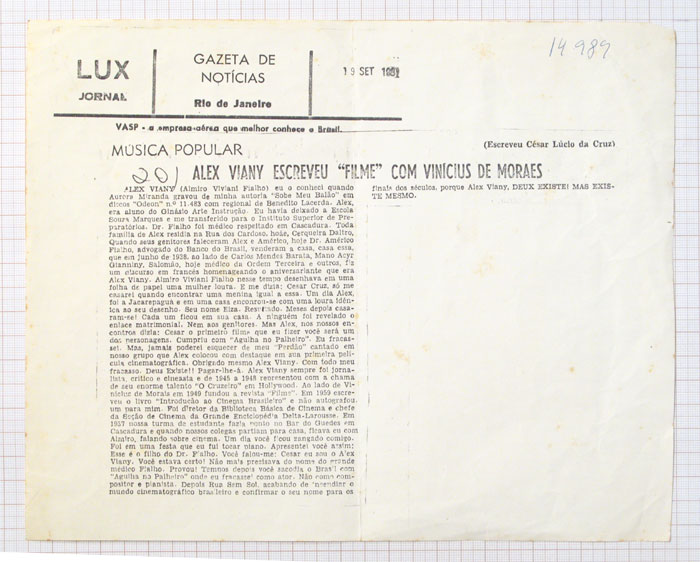 14 989
LUX
JORNAL
GAZETA DE
NOTÍCIAS
Rio de Janeiro
19 SET 1981
VASP - a empresa-aérea que melhor conhece o Brasil.
(Escreveu César Lúcio da Cruz)
MÚSICA POPULAR
201
ALEX VIANY ESCREVEU "FILME" COM VINÍCIUS DE MORAES
ALEX VIANY (Almiro Viviani Fialho) eu o conheci quando
Aurora Miranda gravou de minha autoria "Sobe Meu Balão" em
discos "Odeon" n.º 11.483 com regional de Benedito Lacerda. Alex,
era aluno do Ginásio Arte Instrução. Eu havia deixado a Escola
Soura Marques e me transferido para o Instituto Superior de Pre-
paratórios. Dr. Fialho foi médico respeitado em Cascadura. Toda
família de Alex residia na Rua dos Cardoso, hoje, Cerqueira Daltro,
Quando seus genitores faleceram Alex e Américo, hoje Dr. Américo
Fialho, advogado do Banco do Brasil, venderam a casa, casa essa
que em junho de 1938, ao lado de Carlos Mendes Barata, Mano Acyr
Gianniny, Salomão, hoje médico da Ordem Terceira e outros, fiz
um discurso em francês homenageando o aniversariante que era
Alex Viany. Almiro Viviani Fialho nesse tempo desenhava em uma
folha de papel uma mulher loura. E me dizia: Cesar Cruz, só me
casarei quando encontrar uma menina igual a essa. Um dia Alex,
foi a Jacarepaguá e em uma casa enconrou-se com uma loura idên-
tica ao seu desenho. Seu nome Elza. Resultado. Meses depois casa-
ram-se! Cada um ficou em sua casa. A ninguém foi revelado o
enlace matrimonial. Nem aos genitores. Mas Alex, nos nossos en-
contros dizia: Cesar o primeiro filme que eu fizer você será um
dos personagens. Cumpriu com "Agulha no Palheiro". Eu fracas-
sei. Mas, jamais poderei esquecer de meu "Perdão" cantado em
nosso grupo que Alex colocou com destaque em sua primeira pelí-
cula cinematográfica. Obrigado mesmo Alex Viany. Com todo meu
fracasso. Deus Existe!! Pagar-lhe-á. Alex Viany sempre foi jorna-
lista, crítico e cineasta e de 1945 a 1948 representou com a chama
de seu enorme talento "O Cruzeiro" em Hollywood. Ao lado de Vi-
nicius de Morais em 1949 fundou a revista "Filme". Em 1959 escre-
veu o livro "Introdução ao Cinema Brasileiro" e não autografou
um para mim. Foi diretor da Biblioteca Básica de Cinema e chefe
da Secção de Cinema da Grande Enciclopédia Delta-Larousse. Em
1937 nossa turma de estudante fazia ponto no Bar do Guedes em
Cascadura e quando nossos colegas partiam para casa, ficava eu com
Almiro, falando sobre cinema. Um dia você ficou zangado comigo.
Foi em uma festa que eu fui tocar piano. Apresentei você assim:
Esse é o filho do Dr. Fialho. Você falou-me: Cesar eu sou o Alex
Viany. Você estava certo! Não mais precisava do nome do grande
médico Fialho. Provou! Tempos depois você sacodia o Brasil com
"Agulha no Palheiro" onde eu fracassei como ator. Não como com-
positor e pianista. Depois Rua Sem Sol, acabando de incendiar o
mundo cinematográfico brasileiro e confirmar o seu nome para os
finais dos séculos, porque Alex Viany, DEUX EXISTE! MAS EXIS-
TE MESMO.